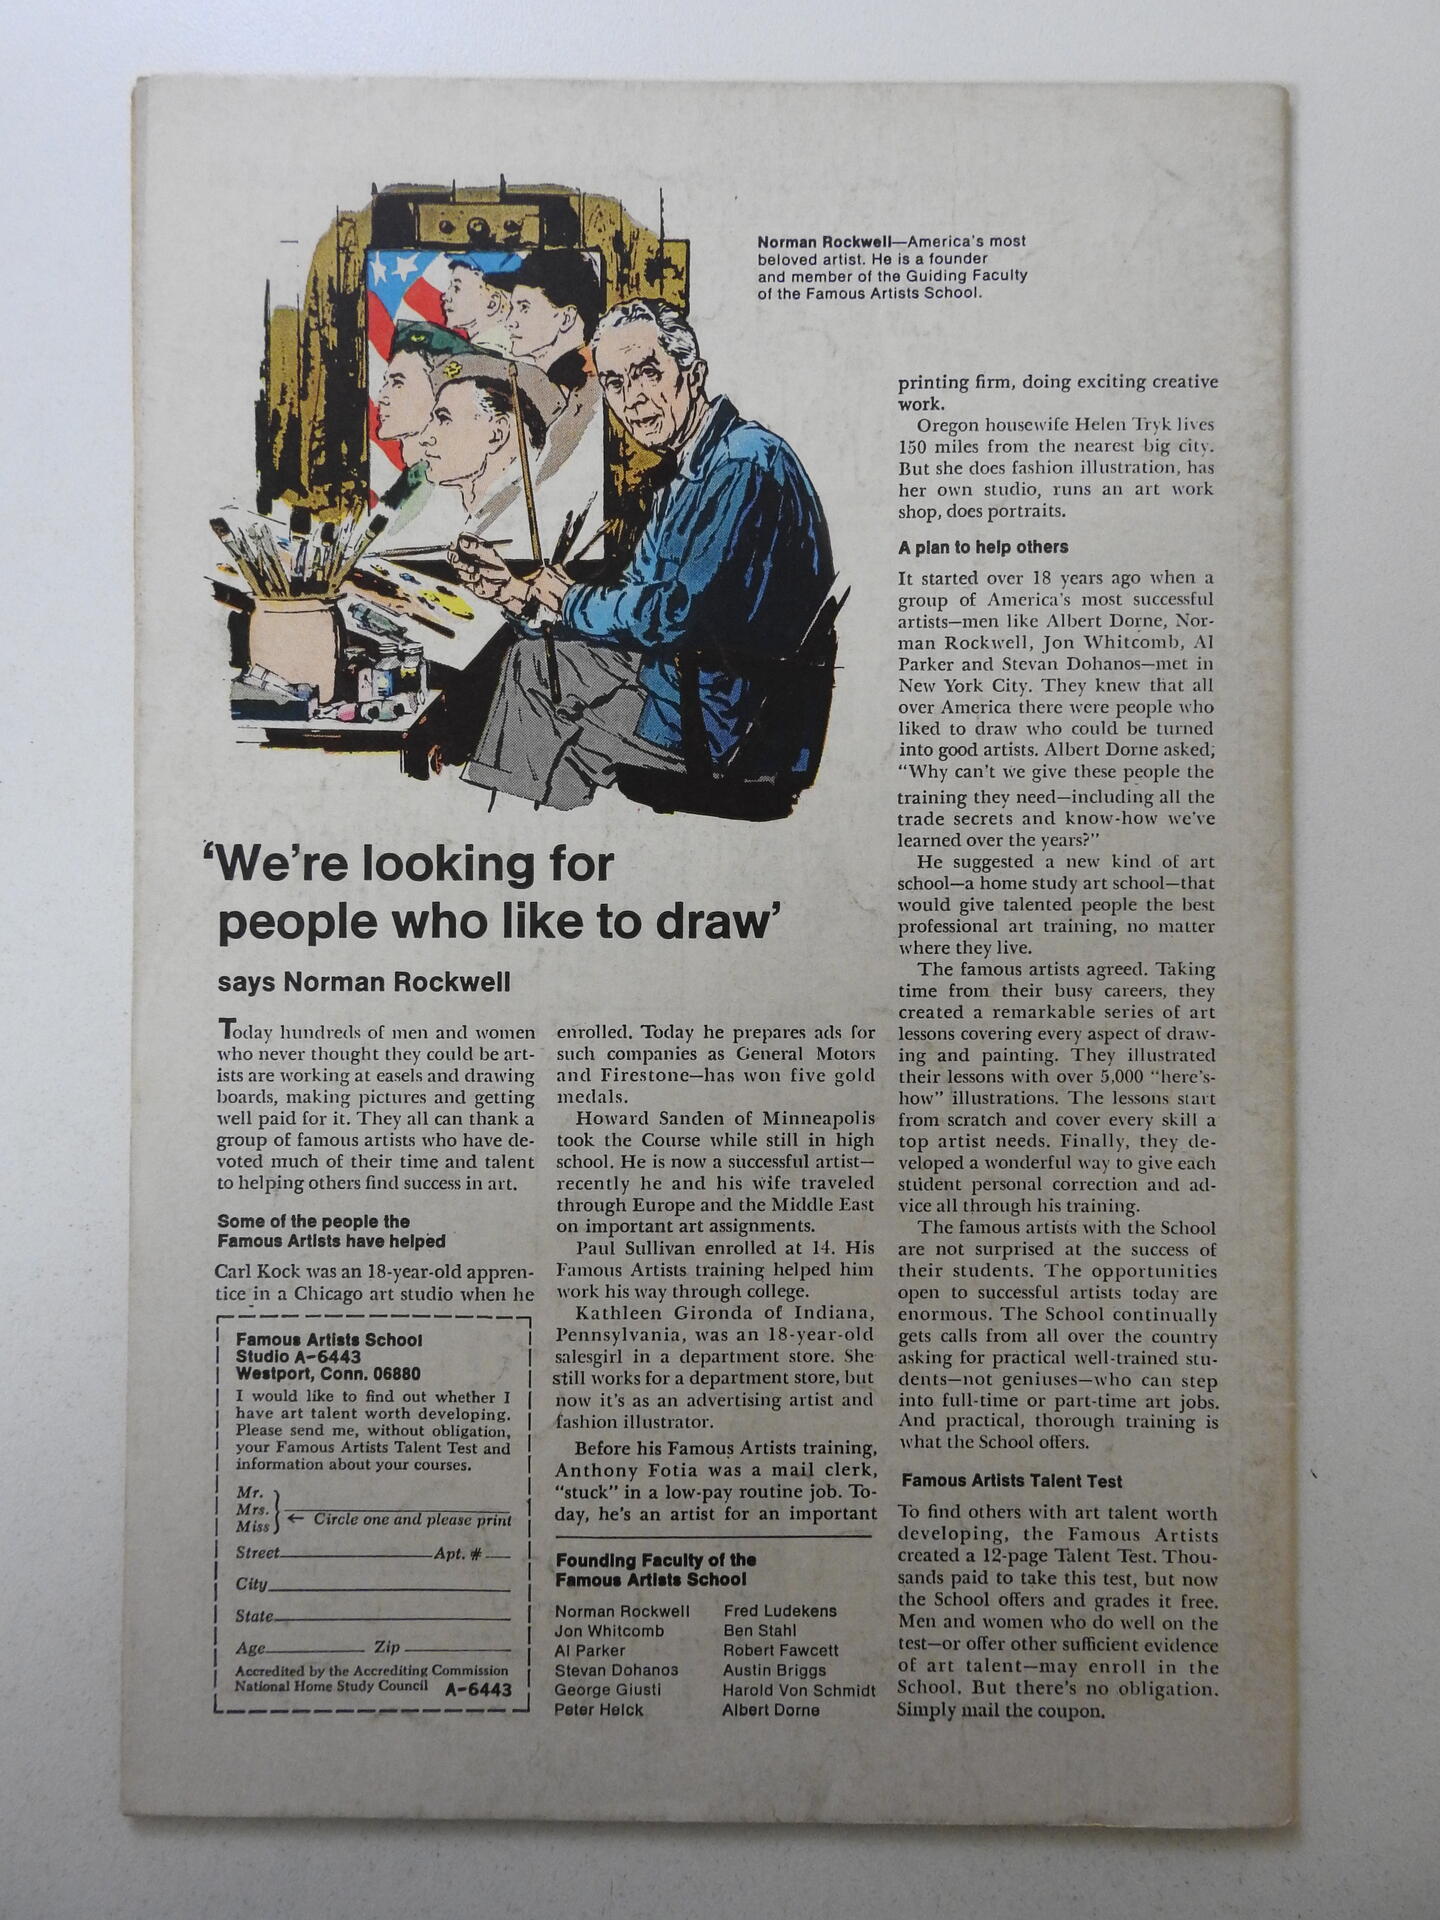 Norman Rockwell—America's most
beloved artist. He is a founder
and member of the Guiding Faculty
of the Famous Artists School.
'We're looking for
people who like to draw'
says Norman Rockwell
Today hundreds of men and women
who never thought they could be art-
ists are working at easels and drawing
boards, making pictures and getting
well paid for it. They all can thank a
group of famous artists who have de-
voted much of their time and talent
to helping others find success in art.
Some of the people the
Famous Artists have helped
Carl Kock was an 18-year-old appren-
tice in a Chicago art studio when he
enrolled. Today he prepares ads for
such companies as General Motors
and Firestone—has won five gold
medals.
Howard Sanden of Minneapolis
took the Course while still in high
school. He is now a successful artist—
recently he and his wife traveled
through Europe and the Middle East
on important art assignments.
Paul Sullivan enrolled at 14. His
Famous Artists training helped him
work his way through college.
Kathleen Gironda of Indiana,
Pennsylvania, was an 18-year-old
salesgirl in a department store. She
still works for a department store, but
now it's as an advertising artist and
fashion illustrator.
Before his Famous Artists training,
Anthony Fotia was a mail clerk,
"stuck" in a low-pay routine job. To-
day, he's an artist for an important
printing firm, doing exciting creative
work.
Oregon housewife Helen Tryk lives
150 miles from the nearest big city.
But she does fashion illustration, has
her own studio, runs an art work
shop, does portraits.
A plan to help others
It started over 18 years ago when a
group of America's most successful
artists—men like Albert Dorne, Nor-
man Rockwell, Jon Whitcomb, Al
Parker and Stevan Dohanos—met in
New York City. They knew that all
over America there were people who
liked to draw who could be turned
into good artists. Albert Dorne asked,
"Why can't we give these people the
training they need—including all the
trade secrets and know-how we've
learned over the years?"
He suggested a new kind of art
school—a home study art school—that
would give talented people the best
professional art training, no matter
where they live.
The famous artists agreed. Taking
time from their busy careers, they
created a remarkable series of art
lessons covering every aspect of draw-
ing and painting. They illustrated
their lessons with over 5,000 "here's-
how" illustrations. The lessons start
from scratch and cover every skill a
top artist needs. Finally, they de-
veloped a wonderful way to give each
student personal correction and ad-
vice all through his training.
The famous artists with the School
are not surprised at the success of
their students. The opportunities
open to successful artists today are
enormous. The School continually
gets calls from all over the country
asking for practical well-trained stu-
dents—not geniuses—who can step
into full-time or part-time art jobs.
And practical, thorough training is
what the School offers.
Famous Artists Talent Test
To find others with art talent worth
developing, the Famous Artists
created a 12-page Talent Test. Thou-
sands paid to take this test, but now
the School offers and grades it free.
Men and women who do well on the
test—or offer other sufficient evidence
of art talent—may enroll in the
School. But there's no obligation.
Simply mail the coupon.
Famous Artists School
Studio A-6443
Westport, Conn. 06880
I would like to find out whether I
have art talent worth developing.
Please send me, without obligation,
your Famous Artists Talent Test and
information about your courses.
Mr.
Mrs.
Miss
← Circle one and please print
Street Apt. #
City
State
Age Zip
Accredited by the Accrediting Commission
National Home Study Council A-6443
Founding Faculty of the
Famous Artists School
Norman Rockwell
Jon Whitcomb
Al Parker
Stevan Dohanos
George Giusti
Peter Helck
Fred Ludekens
Ben Stahl
Robert Fawcett
Austin Briggs
Harold Von Schmidt
Albert Dorne